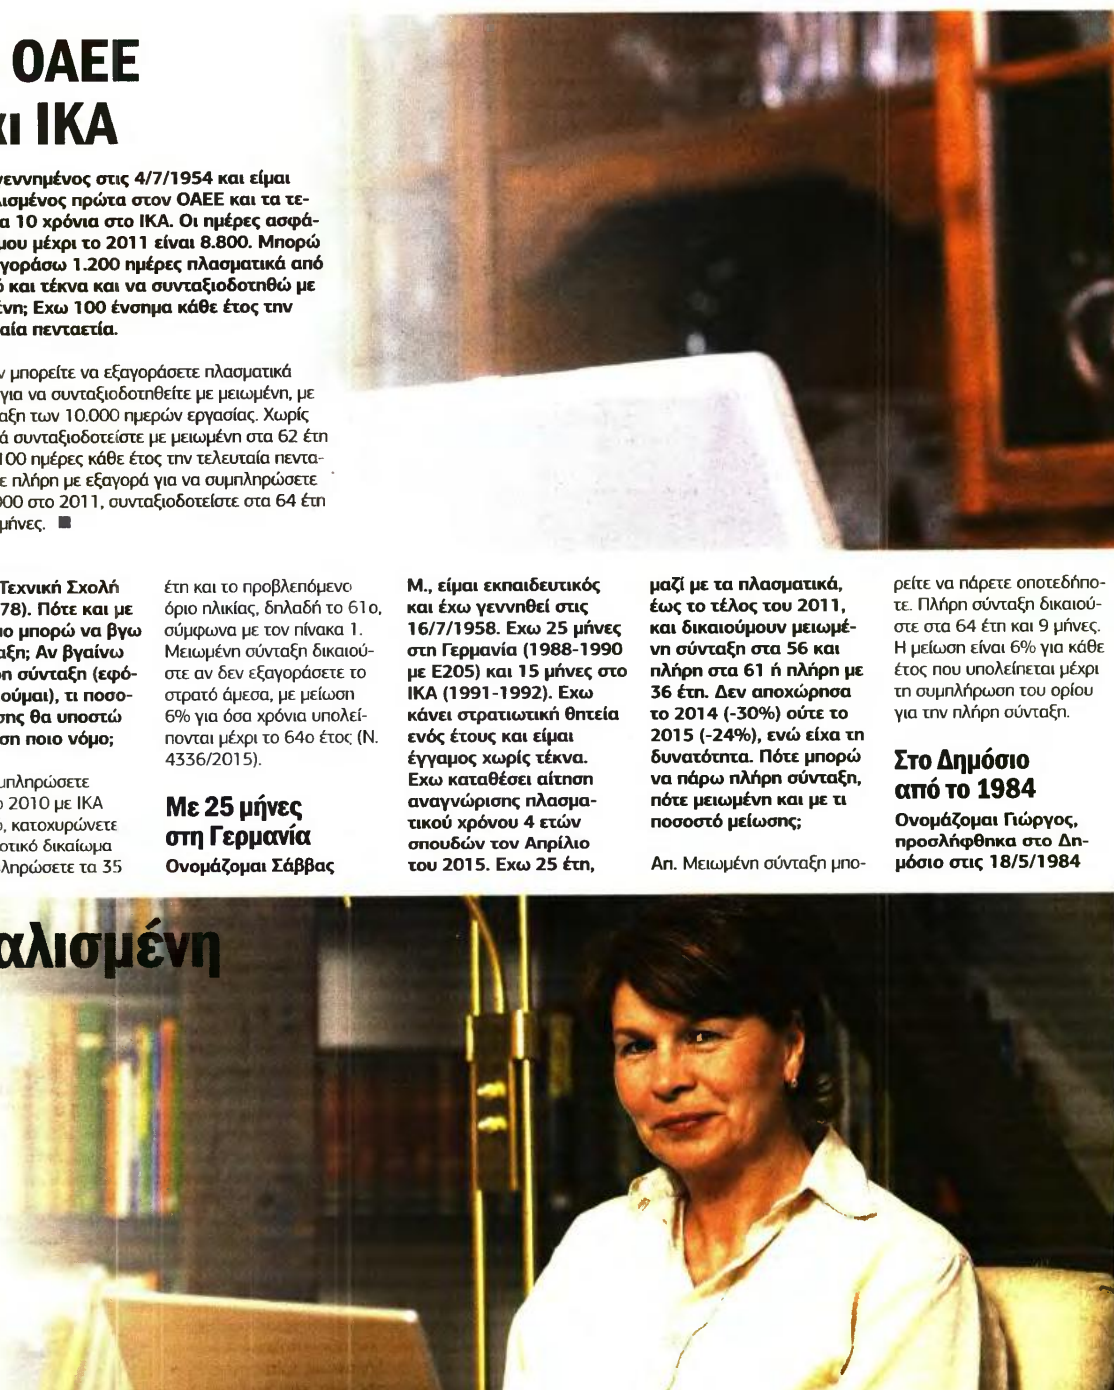 ΟΑΕΕ
ΙΚΑ
γεννημένος στις 4/7/1954 και είμαι
πρώτα στον ΟΑΕΕ και τα τε-
10 χρόνια στο ΙΚΑ. Οι ημέρες ασφά-
μου μέχρι το 2011 είναι 8.800. Μπορώ
1.200 ημέρες πλασματικά από
και τέκνα και να συνταξιοδοτηθώ με
Εχω 100 ένσημα κάθε έτος την
πενταετία.
μπορείτε να εξαγοράσετε πλασματικά
για να συνταξιοδοτηθείτε με μειωμένη, με
των 10.000 ημερών εργασίας. Χωρίς
συνταξιοδοτείστε με μειωμένη στα 62 έτη
100 ημέρες κάθε έτος την τελευταία πεντα-
πλήρη με εξαγορά για να συμπληρώσετε
στο 2011, συνταξιοδοτείστε στα 64 έτη
μήνες.
Τεχνική Σχολή
78). Πότε και με
μπορώ να βγω
Αν βγαίνω
σύνταξη (εφό-
τι ποσο-
θα υποστώ
ποιο νόμο;
2010 με ΙΚΑ
κατοχυρώνετε
δικαίωμα
τα 35
έτη και το προβλεπόμενο
όριο ηλικίας, δηλαδή το 61ο,
σύμφωνα με τον πίνακα 1.
Μειωμένη σύνταξη δικαιού-
στε αν δεν εξαγοράσετε το
στρατό άμεσα, με μείωση
6% για όσα χρόνια υπολεί-
πονται μέχρι το 64ο έτος (Ν.
4336/2015).
Με 25 μήνες
στη Γερμανία
Ονομάζομαι Σάββας
Μ., είμαι εκπαιδευτικός
και έχω γεννηθεί στις
16/7/1958. Εχω 25 μήνες
στη Γερμανία (1988-1990
με Ε205) και 15 μήνες στο
ΙΚΑ (1991-1992). Εχω
κάνει στρατιωτική θητεία
ενός έτους και είμαι
έγγαμος χωρίς τέκνα.
Εχω καταθέσει αίτηση
αναγνώρισης πλασμα-
τικού χρόνου 4 ετών
σπουδών τον Απρίλιο
του 2015. Εχω 25 έτη,
μαζί με τα πλασματικά,
έως το τέλος του 2011,
και δικαιούμουν μειωμέ-
νη σύνταξη στα 56 και
πλήρη στα 61 ή πλήρη με
36 έτη. Δεν αποχώρησα
το 2014 (-30%) ούτε το
2015 (-24%), ενώ είχα τη
δυνατότητα. Πότε μπορώ
να πάρω πλήρη σύνταξη,
πότε μειωμένη και με τι
ποσοστό μείωσης;
Απ. Μειωμένη σύνταξη μπο-
ρείτε να πάρετε οποτεδήπο-
τε. Πλήρη σύνταξη δικαιού-
στε στα 64 έτη και 9 μήνες.
Η μείωση είναι 6% για κάθε
έτος που υπολείπεται μέχρι
τη συμπλήρωση του ορίου
για την πλήρη σύνταξη.
Στο Δημόσιο
από το 1984
Ονομάζομαι Γιώργος,
προσλήφθηκα στο Δη-
μόσιο στις 18/5/1984